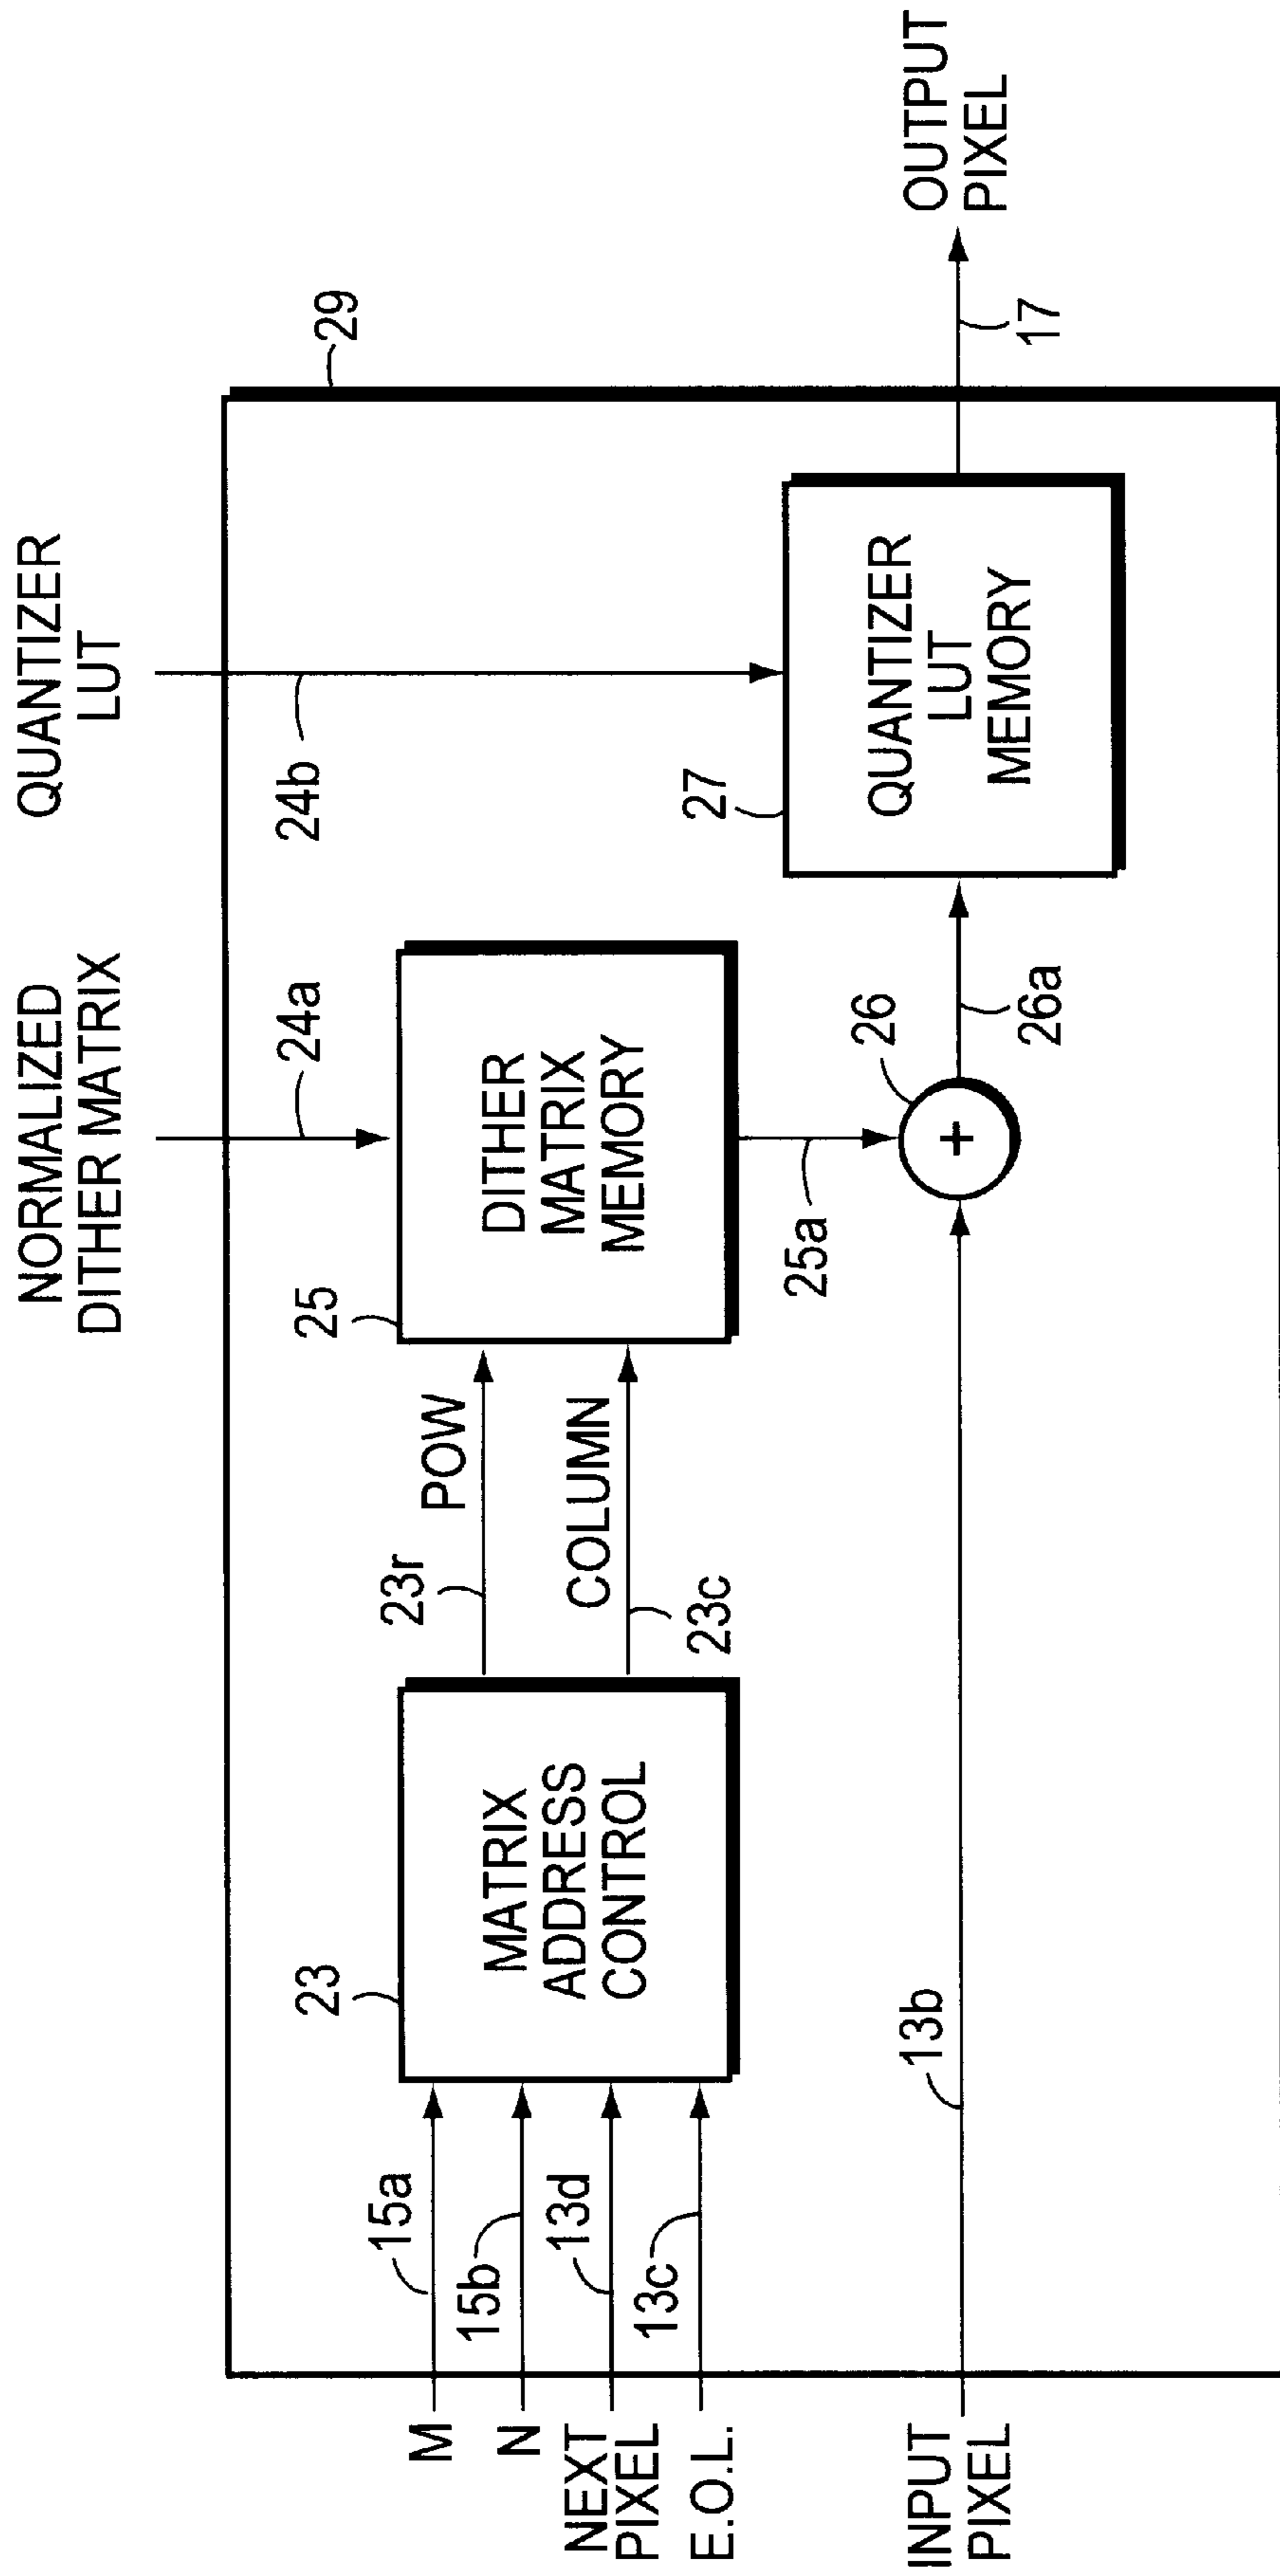 NORMALIZED
DITHER MATRIX
QUANTIZER
LUT
24a
24b
29
M
N
NEXT
PIXEL
E.O.L.
15a
15b
13d
13c
23
MATRIX
ADDRESS
CONTROL
23r
POW
COLUMN
23c
25
DITHER
MATRIX
MEMORY
25a
26
+
26a
27
QUANTIZER
LUT
MEMORY
INPUT
PIXEL
13b
17
OUTPUT
PIXEL